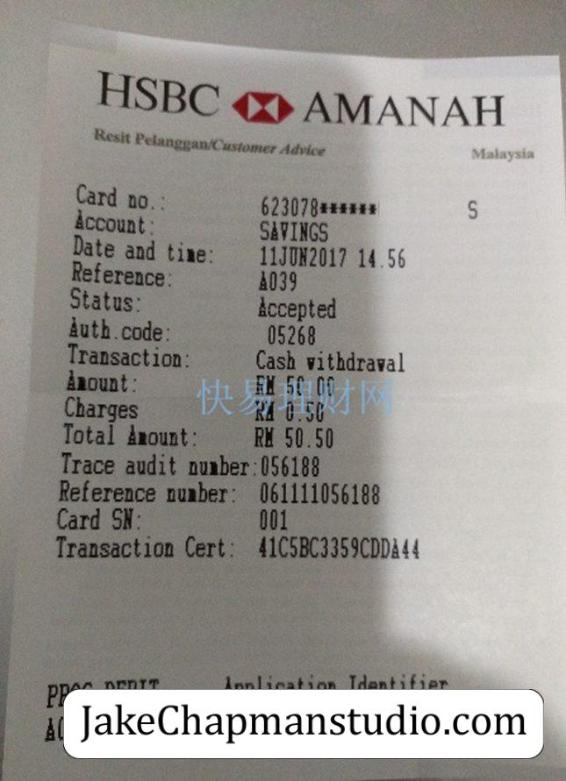 HSBC AMANAH
Resit Pelanggan/Customer Advice
Malaysia
Card no.: 623078****** S
Account: SAVINGS
Date and time: 11JUN2017 14.56
Reference: A039
Status: Accepted
Auth.code: 05268
Transaction: Cash withdrawal
Amount: RM 50.00
快易理财网
Charges RM 0.50
Total Amount: RM 50.50
Trace audit number:056188
Reference number: 061111056188
Card SN: 001
Transaction Cert: 41C5BC3359CDDA44
Application Identifier
JakeChapmanstudio.com